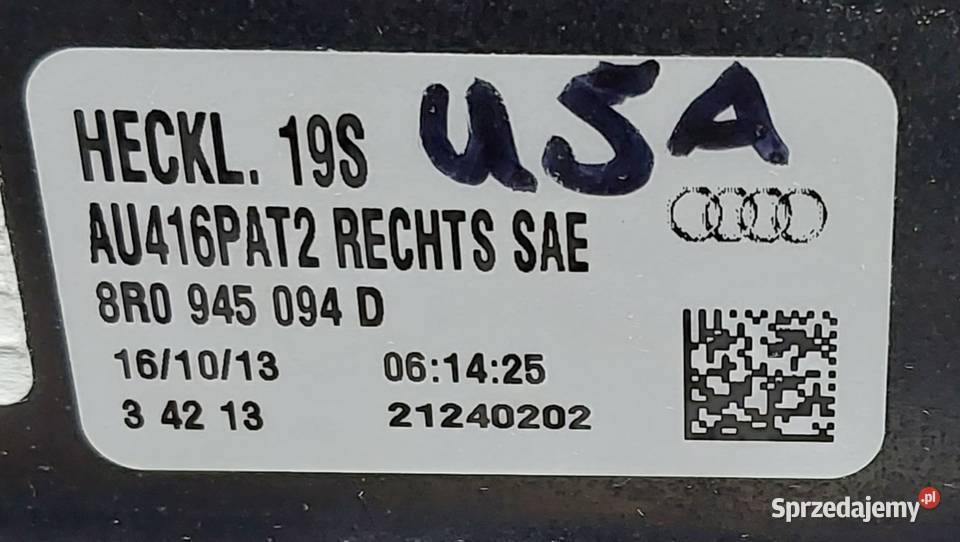 HECKL. 19S USA
AU416PAT2 RECHTS SAE
8R0 945 094 D
16/10/13 06:14:25
3 42 13 21240202
Sprzedajemy.pl